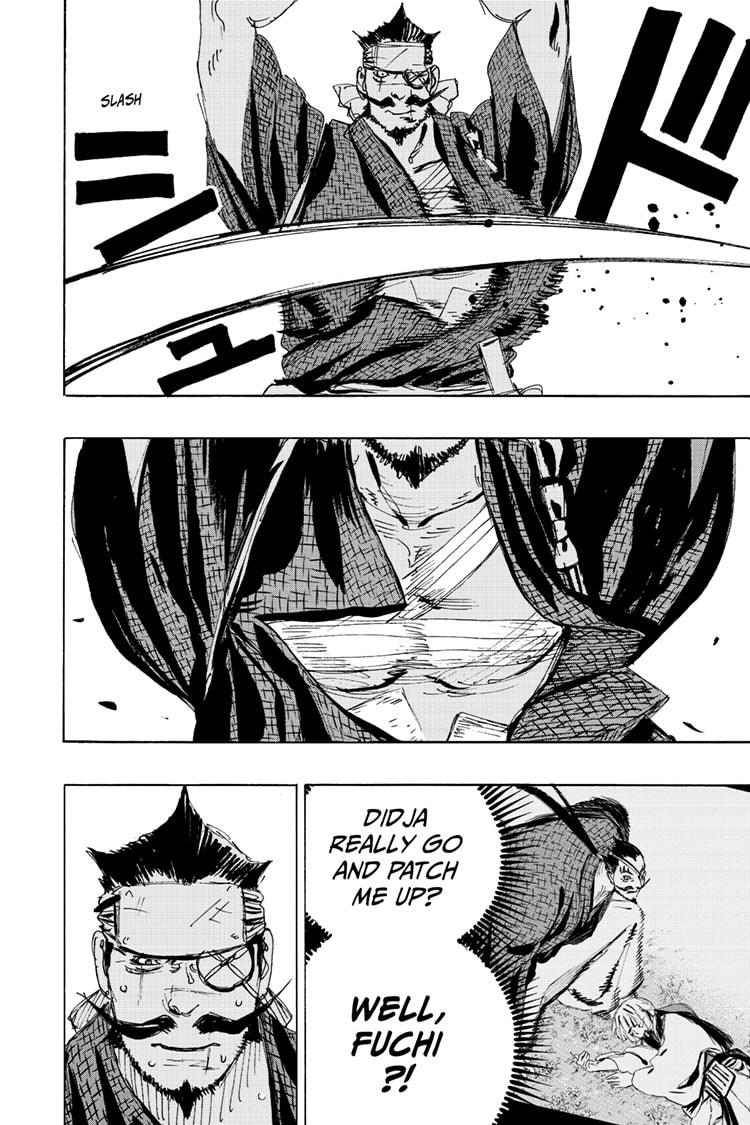 ド
SLASH
シュ
DIDJA
REALLY GO
AND PATCH
ME UP?
WELL,
FUCHI
?!